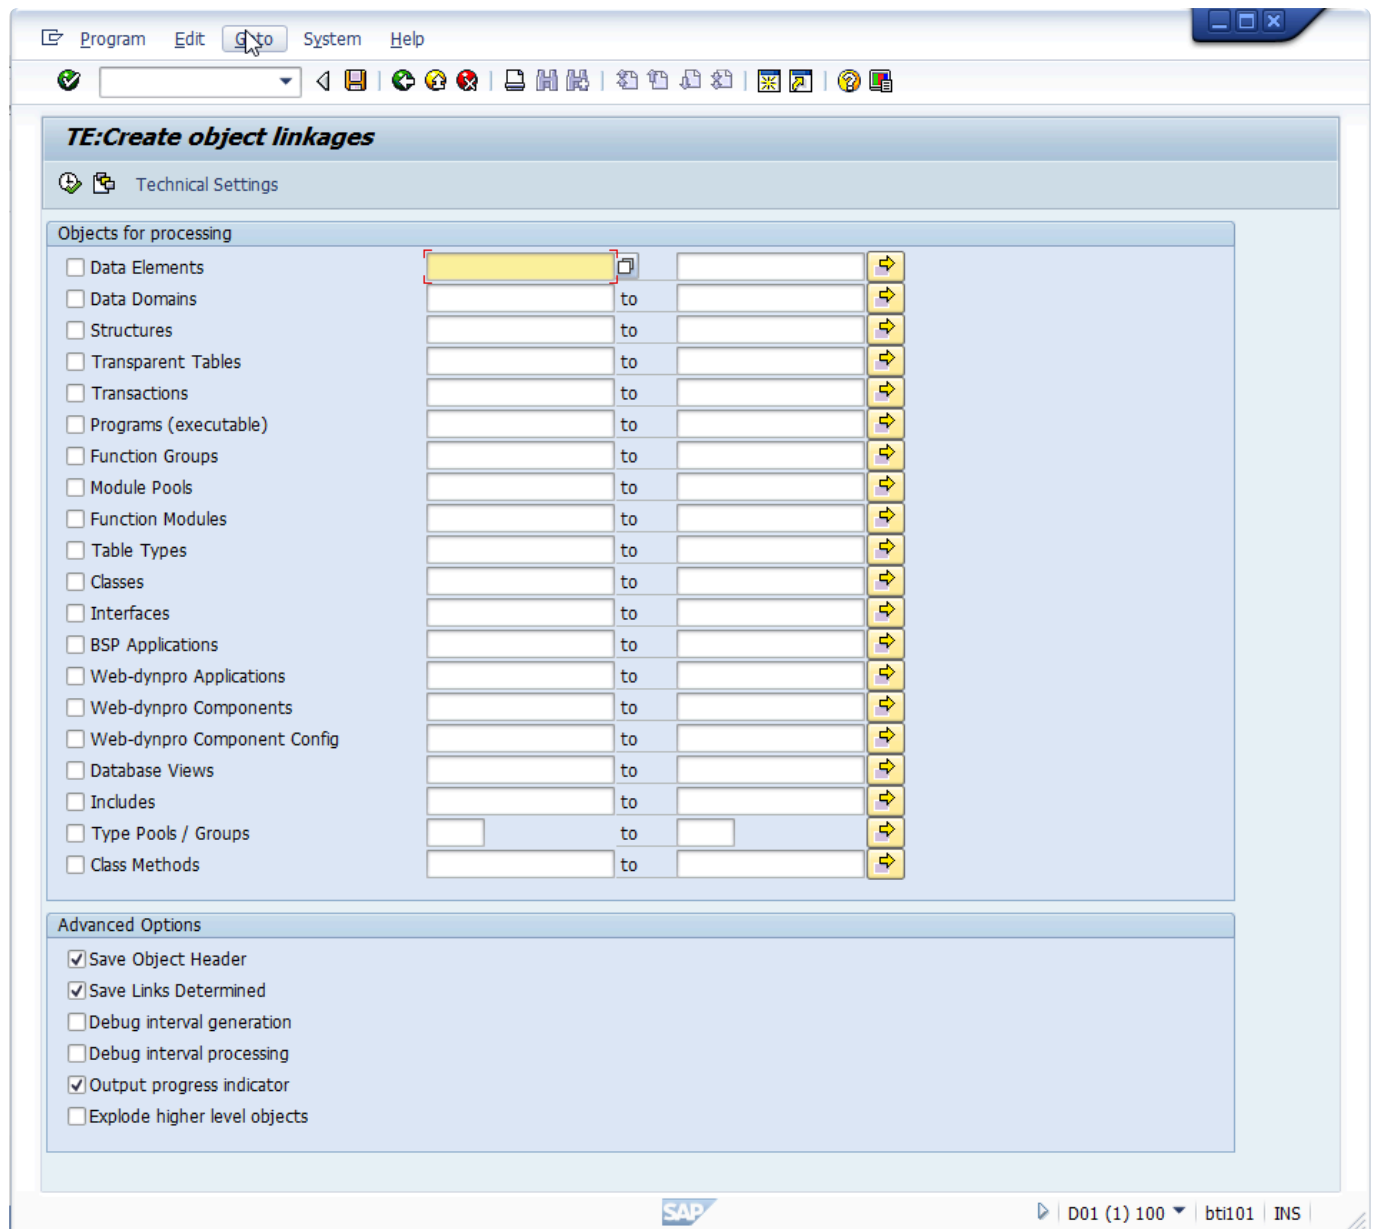 Program Edit Goto System Help
TE:Create object linkages
Technical Settings
Objects for processing
Data Elements
Data Domains to
Structures to
Transparent Tables to
Transactions to
Programs (executable) to
Function Groups to
Module Pools to
Function Modules to
Table Types to
Classes to
Interfaces to
BSP Applications to
Web-dynpro Applications to
Web-dynpro Components to
Web-dynpro Component Config to
Database Views to
Includes to
Type Pools / Groups to
Class Methods to
Advanced Options
Save Object Header
Save Links Determined
Debug interval generation
Debug interval processing
Output progress indicator
Explode higher level objects
SAP D01 (1) 100 bti101 INS